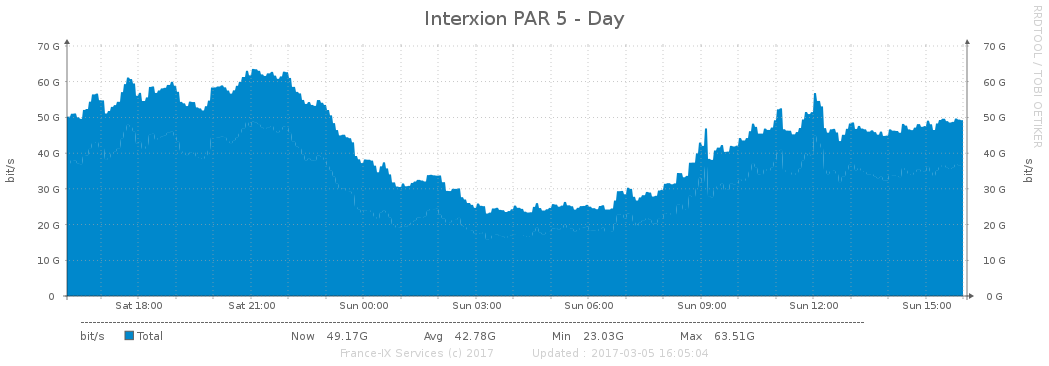 Interxion PAR 5 - Day
RRDTOOL / TOBI OETIKER
70 G 70 G
60 G 60 G
50 G 50 G
40 G 40 G
30 G 30 G
20 G 20 G
10 G 10 G
0 0 G
bit/s bit/s
Sat 18:00 Sat 21:00 Sun 00:00 Sun 03:00 Sun 06:00 Sun 09:00 Sun 12:00 Sun 15:00
bit/s Total Now 49.17G Avg 42.78G Min 23.03G Max 63.51G
France-IX Services (c) 2017 Updated : 2017-03-05 16:05:04